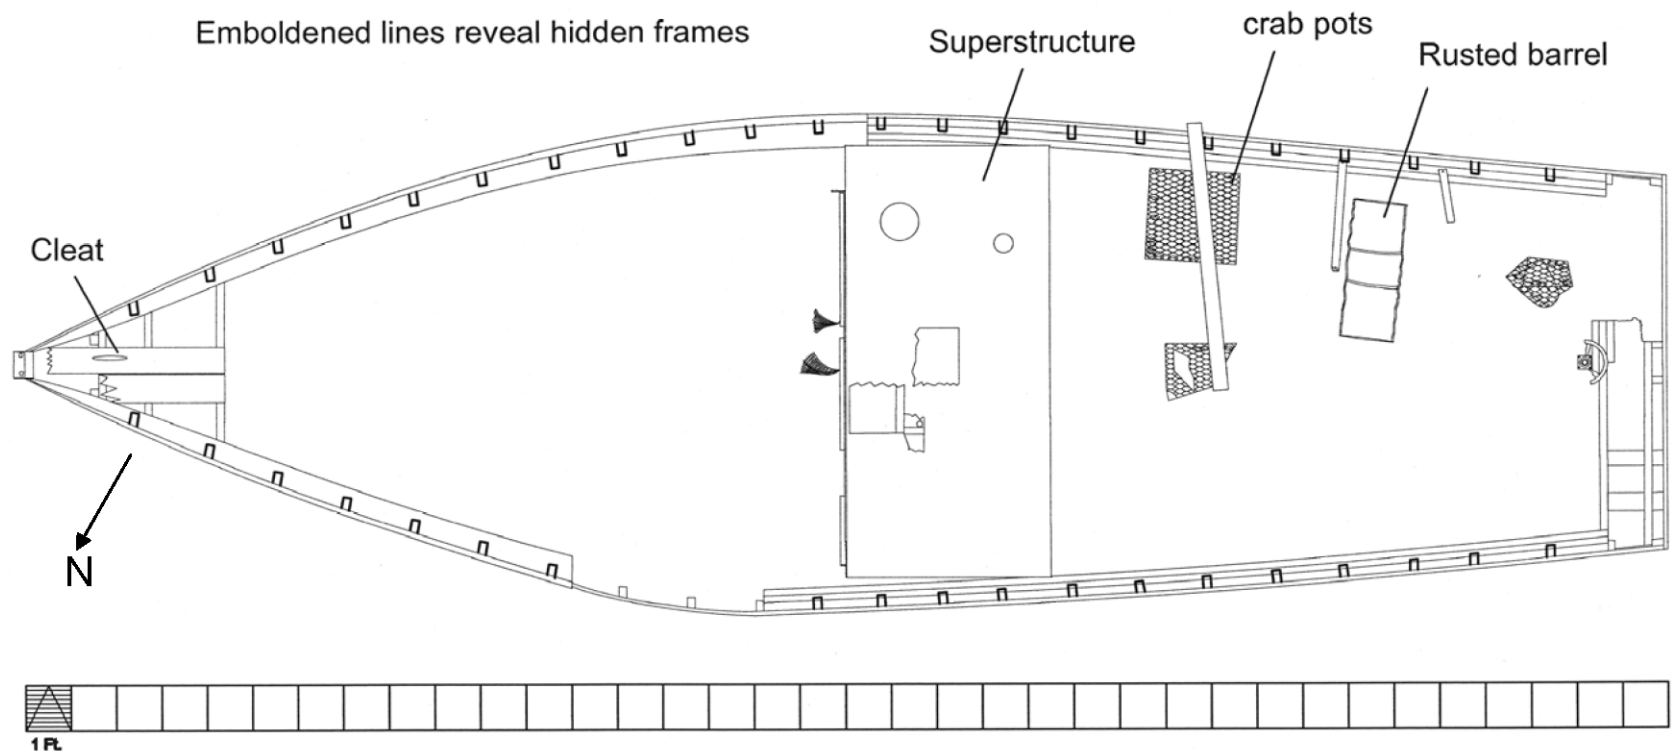 Emboldened lines reveal hidden frames
Superstructure
crab pots
Rusted barrel
Cleat
N
1 Ft.